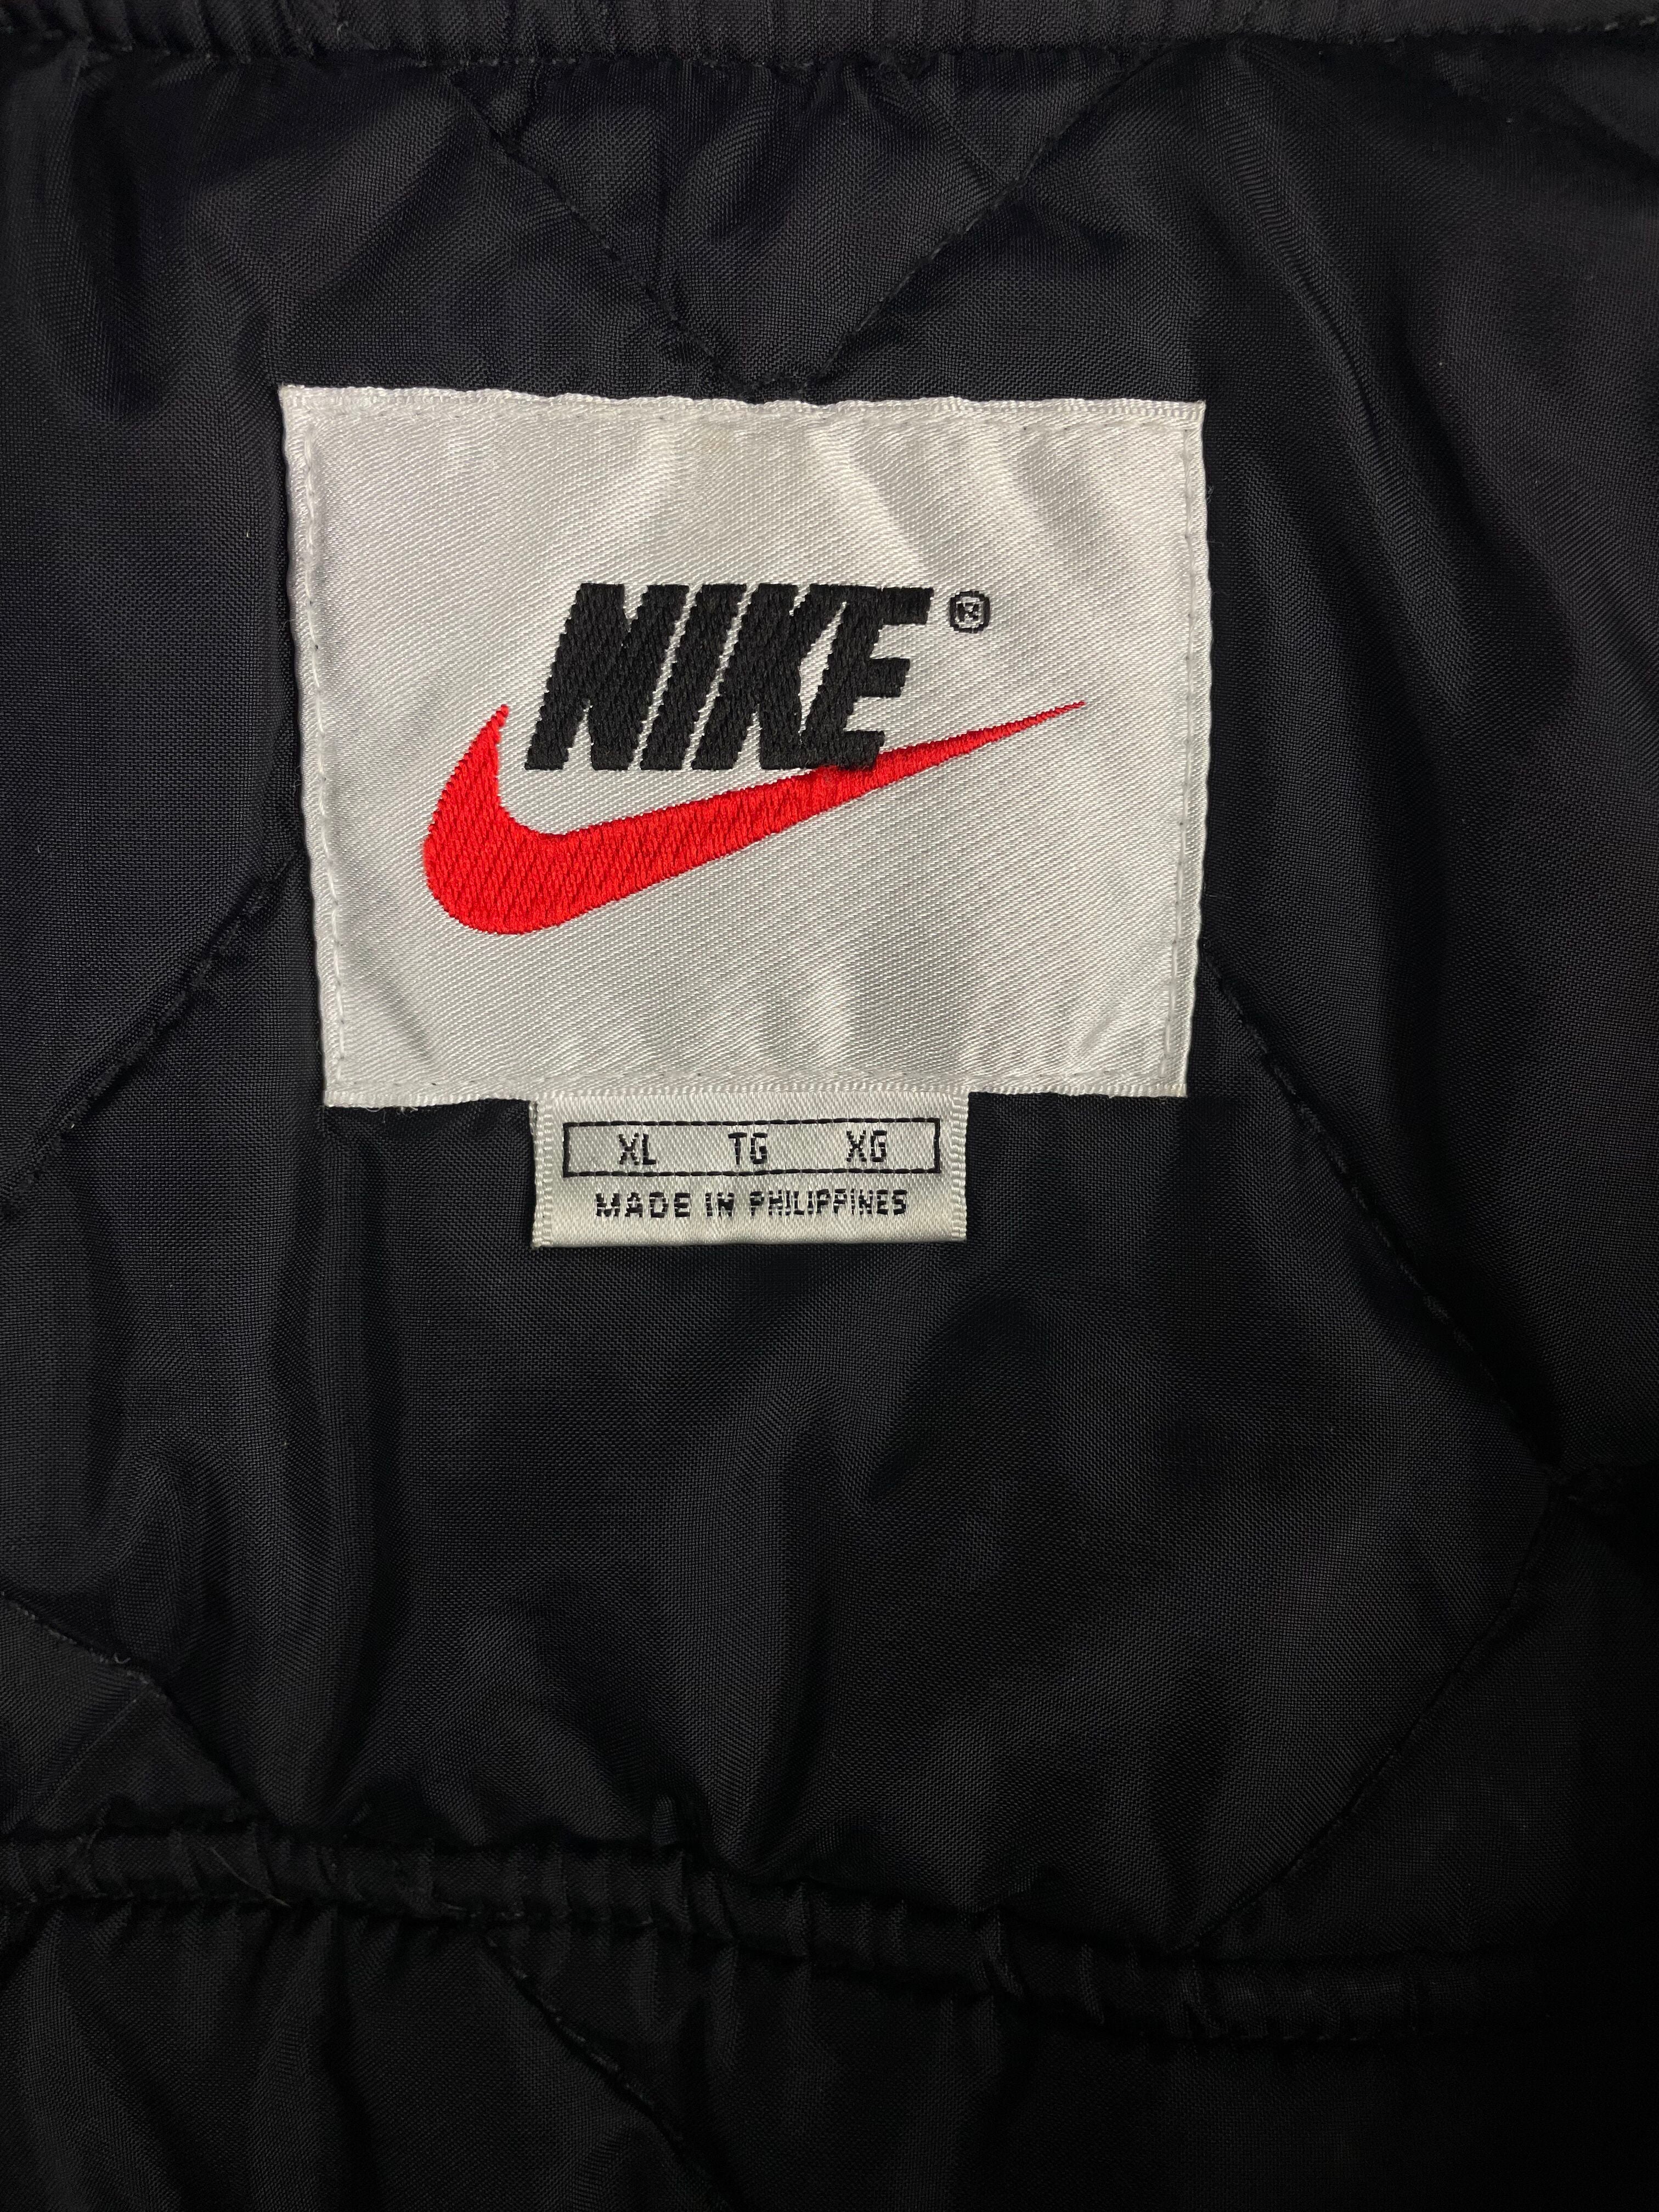 NIKE®
XL TG XG
MADE IN PHILIPPINES